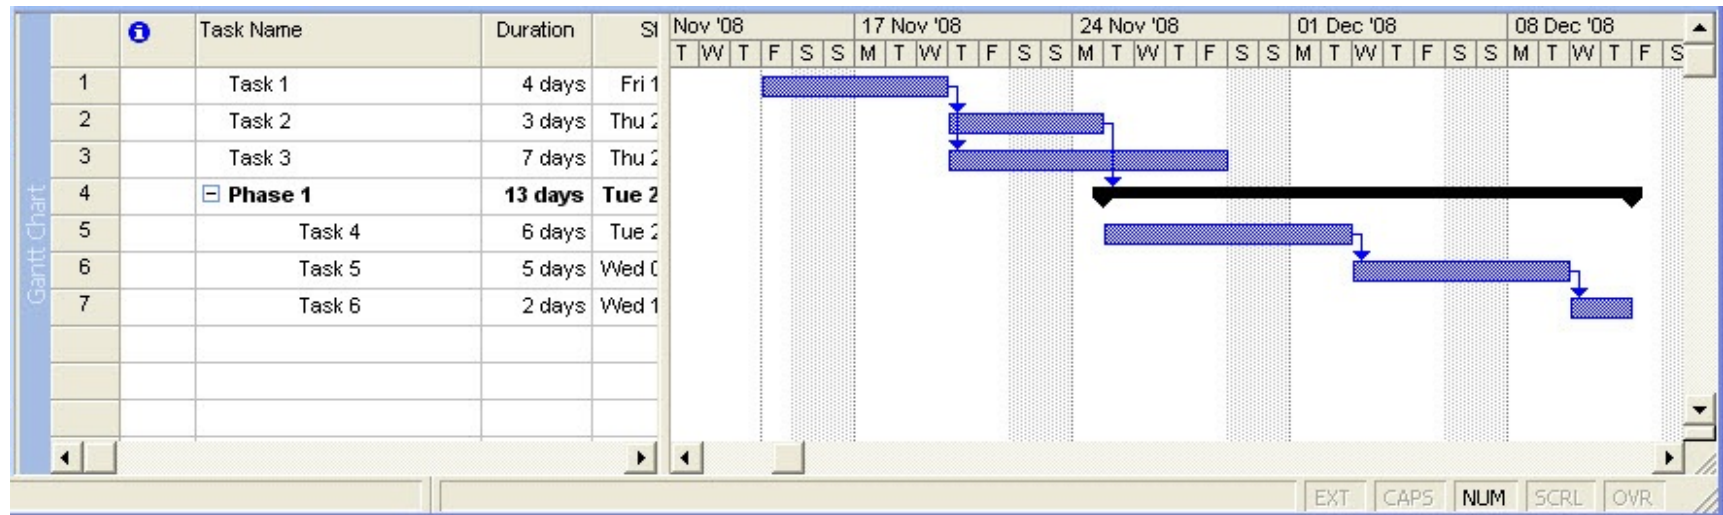 Task Name Duration St Nov '08 17 Nov '08 24 Nov '08 01 Dec '08 08 Dec '08
T W T F S S M T W T F S S M T W T F S S M T W T F S S M T W T F S
1 Task 1 4 days Fri 1
2 Task 2 3 days Thu 2
3 Task 3 7 days Thu 2
4 Phase 1 13 days Tue 2
5 Task 4 6 days Tue 2
6 Task 5 5 days Wed 0
7 Task 6 2 days Wed 1
Gantt Chart
EXT CAPS NUM SCRL OVR